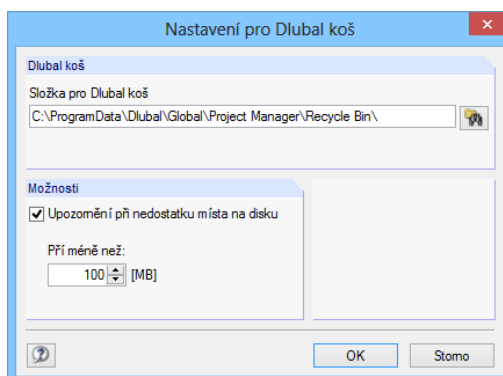 Nastavení pro Dlubal koš
Dlubal koš
Složka pro Dlubal koš
C:\ProgramData\Dlubal\Global\Project Manager\Recycle Bin\
Možnosti
Upozornění při nedostatku místa na disku
Pří méně než:
100 [MB]
OK
Storno